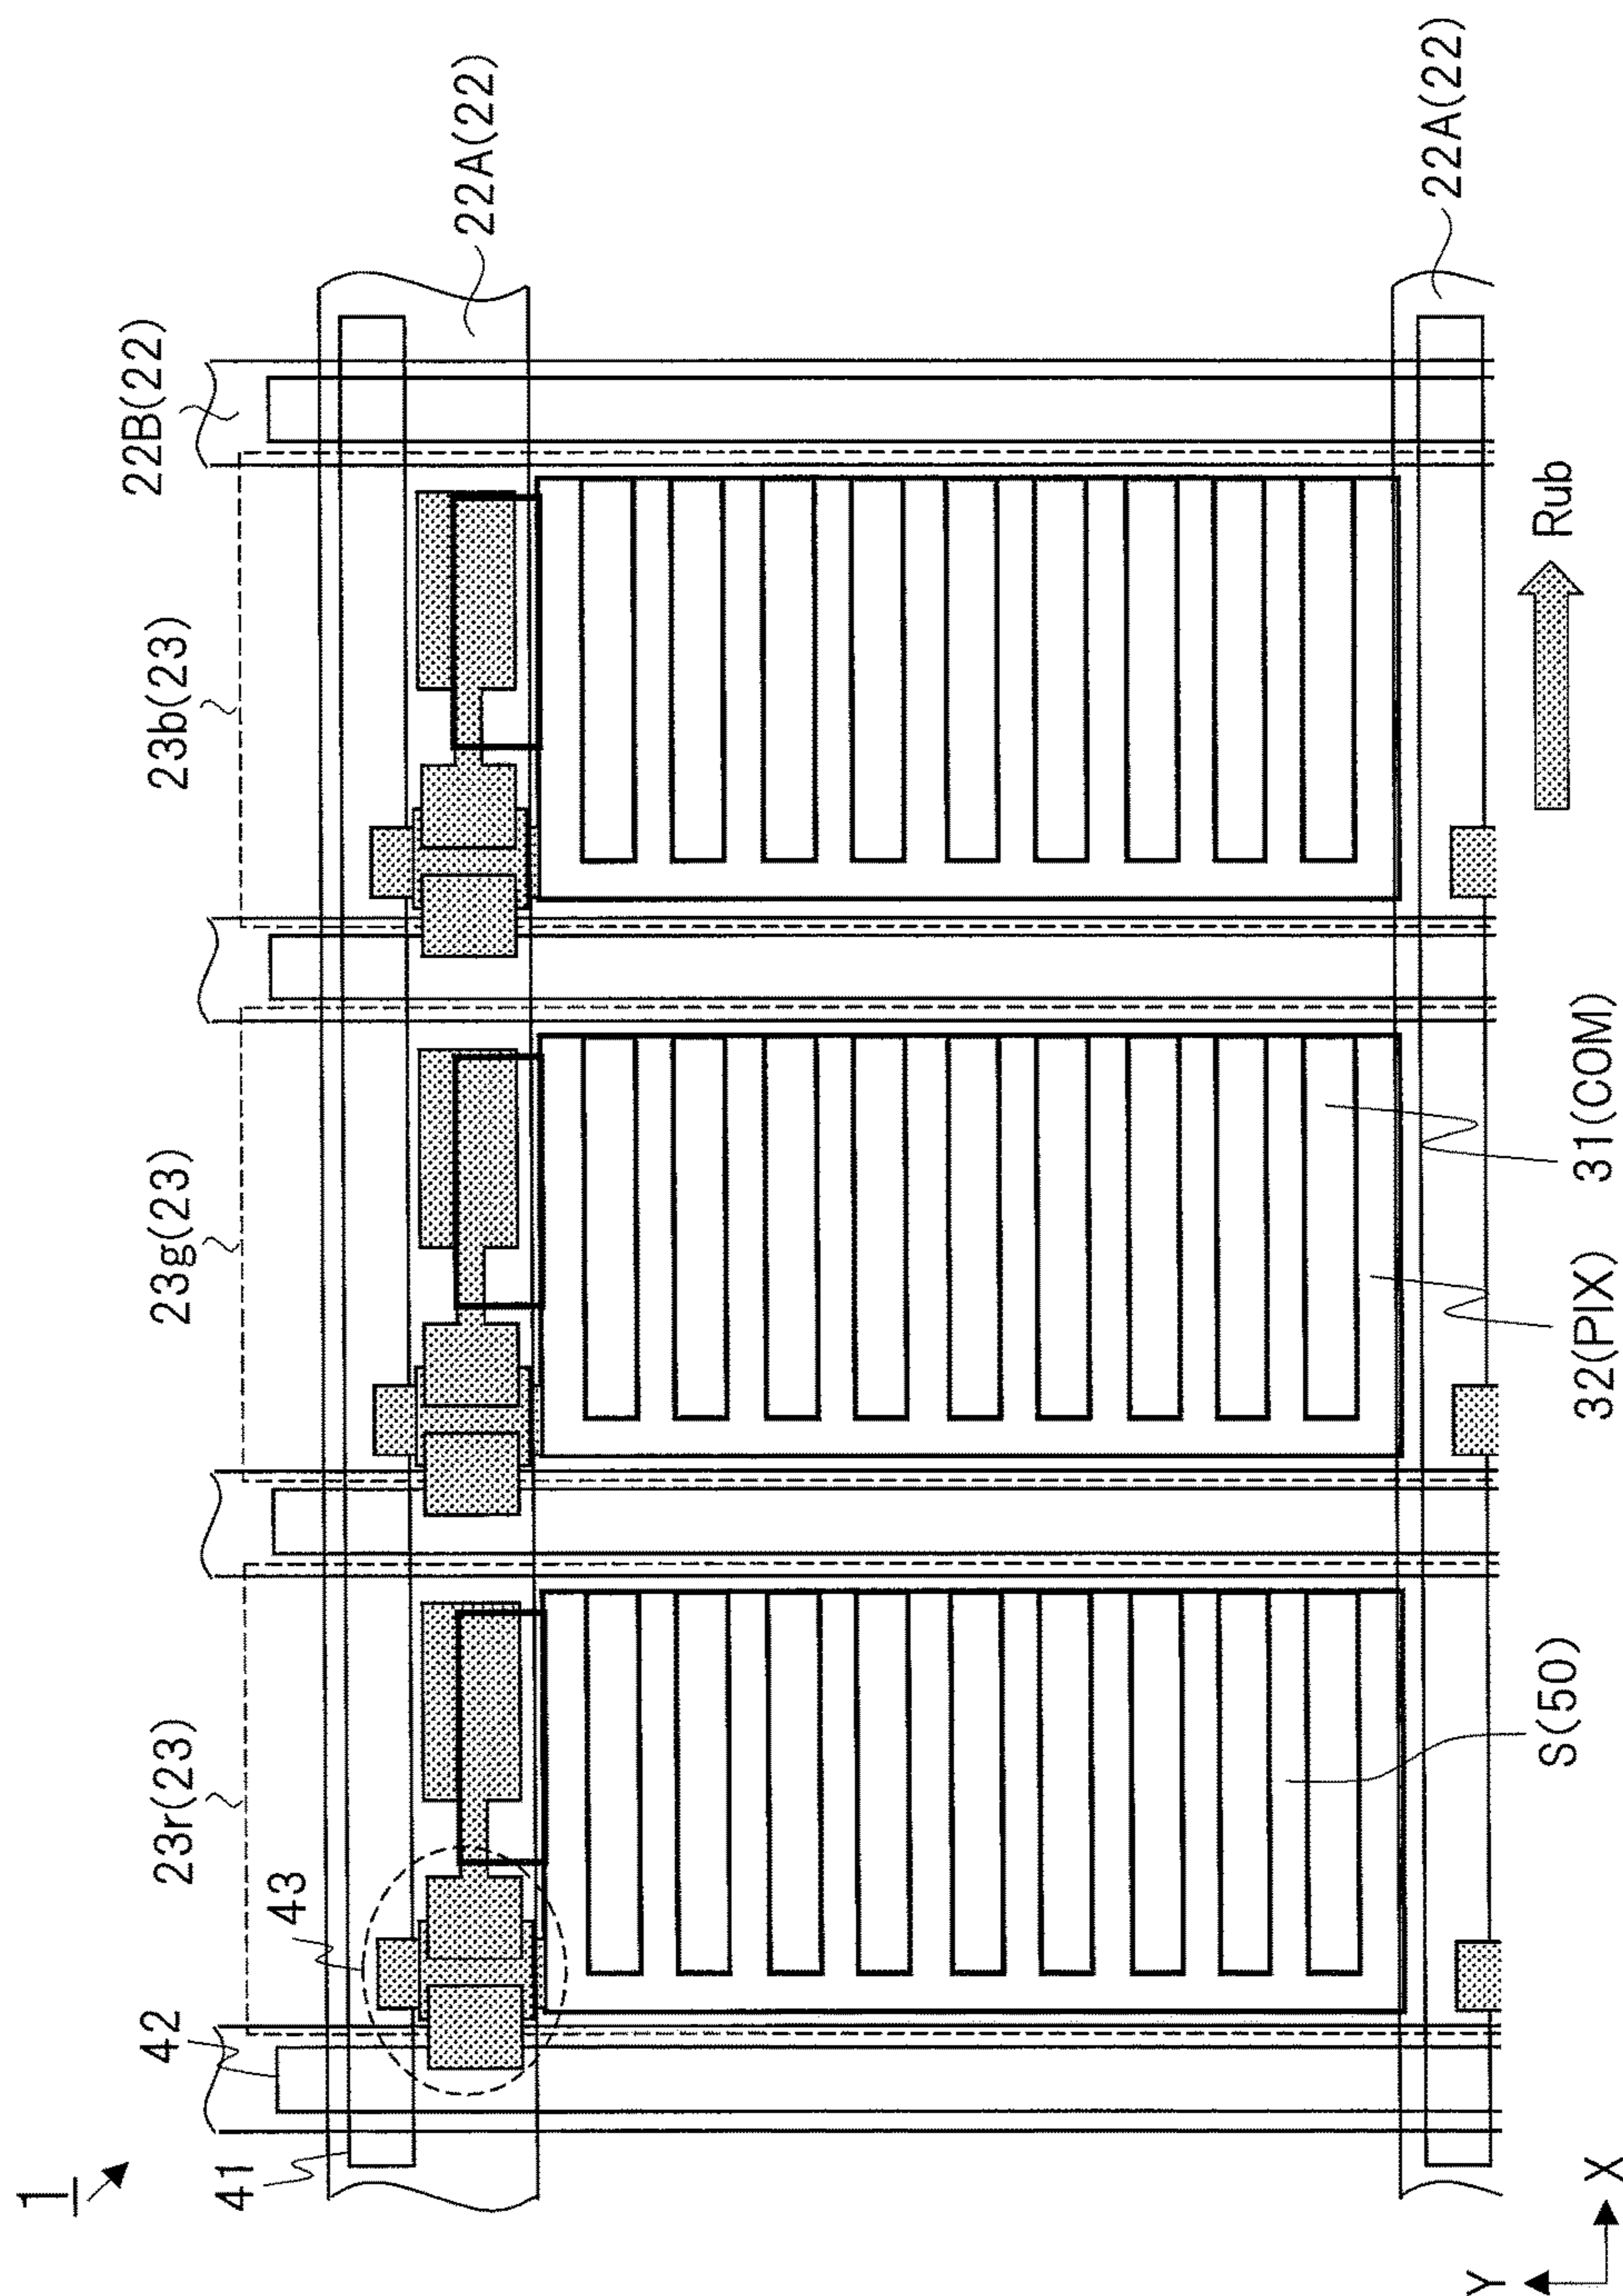 1
41
42
43
23r(23)
23g(23)
23b(23)
22B(22)
22A(22)
22A(22)
S(50)
32(PIX)
31(COM)
Rub
Y
X